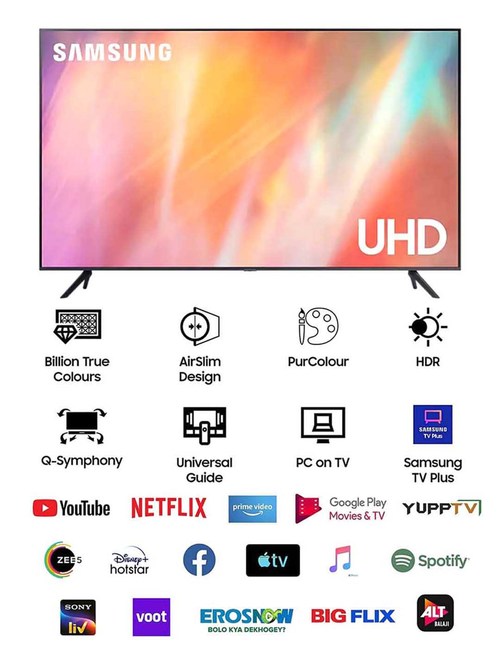 SAMSUNG
UHD
Billion True
Colours
AirSlim
Design
PurColour
HDR
Q-Symphony
Universal
Guide
PC on TV
SAMSUNG
TV Plus
Samsung
TV Plus
YouTube
NETFLIX
prime video
Google Play
Movies & TV
YUPPTV
ZEE5
Disney+
hotstar
f
tv
Spotify
SONY
liv
voot
EROSNOW
BOLO KYA DEKHOGEY?
BIG FLIX
ALT
BALAJI